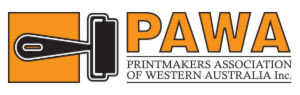 PAWA
PRINTMAKERS ASSOCIATION
OF WESTERN AUSTRALIA Inc.